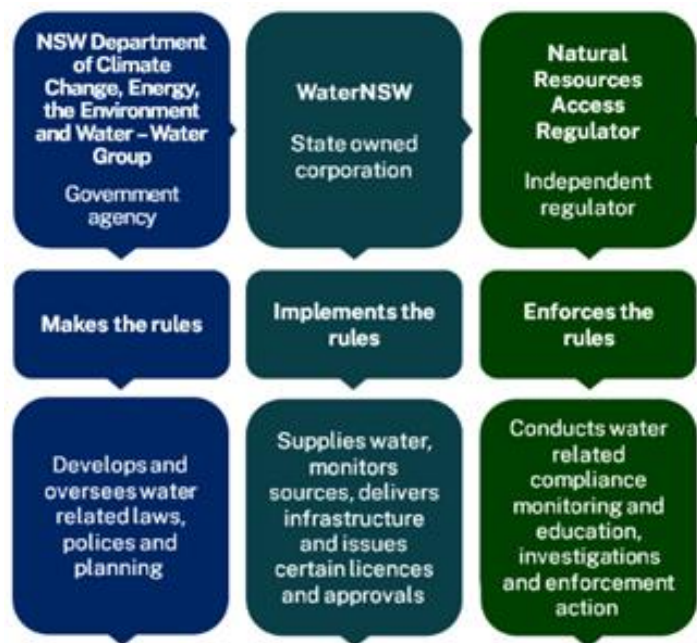 NSW Department
of Climate
Change, Energy,
the Environment
and Water – Water
Group
Government
agency
WaterNSW
State owned
corporation
Natural
Resources
Access
Regulator
Independent
regulator
Makes the rules
Implements the
rules
Enforces the
rules
Develops and
oversees water
related laws,
polices and
planning
Supplies water,
monitors
sources, delivers
infrastructure
and issues
certain licences
and approvals
Conducts water
related
compliance
monitoring and
education,
investigations
and enforcement
action